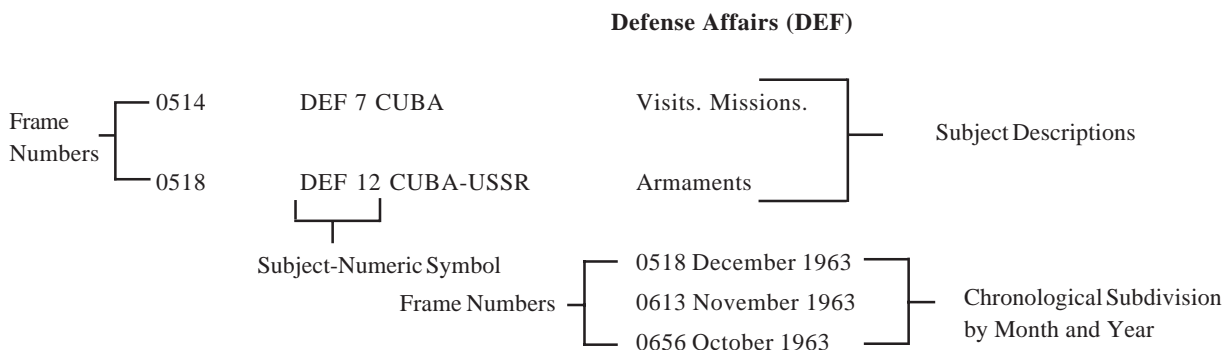 Defense Affairs (DEF)
0514 DEF 7 CUBA Visits. Missions.
Frame
Numbers
Subject Descriptions
0518 DEF 12 CUBA-USSR Armaments
Subject-Numeric Symbol
0518 December 1963
Frame Numbers
0613 November 1963
Chronological Subdivision
by Month and Year
0656 October 1963